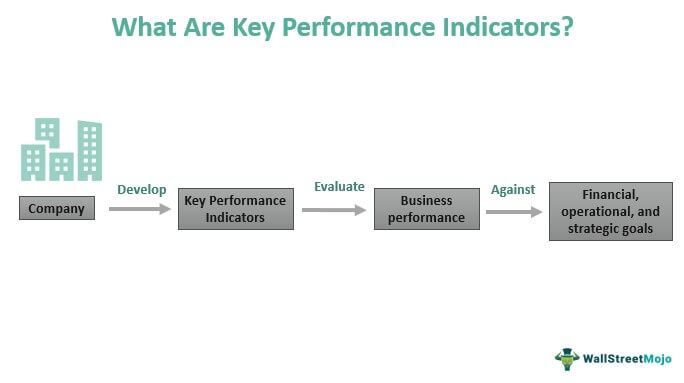 What Are Key Performance Indicators?
Company
Develop
Key Performance
Indicators
Evaluate
Business
performance
Against
Financial,
operational, and
strategic goals
WallStreetMojo